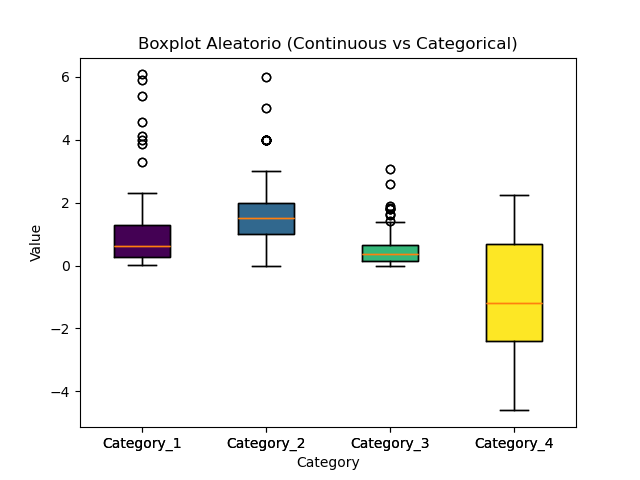 Boxplot Aleatorio (Continuous vs Categorical)
6
4
2
0
−2
−4
Value
Category_1 Category_2 Category_3 Category_4
Category